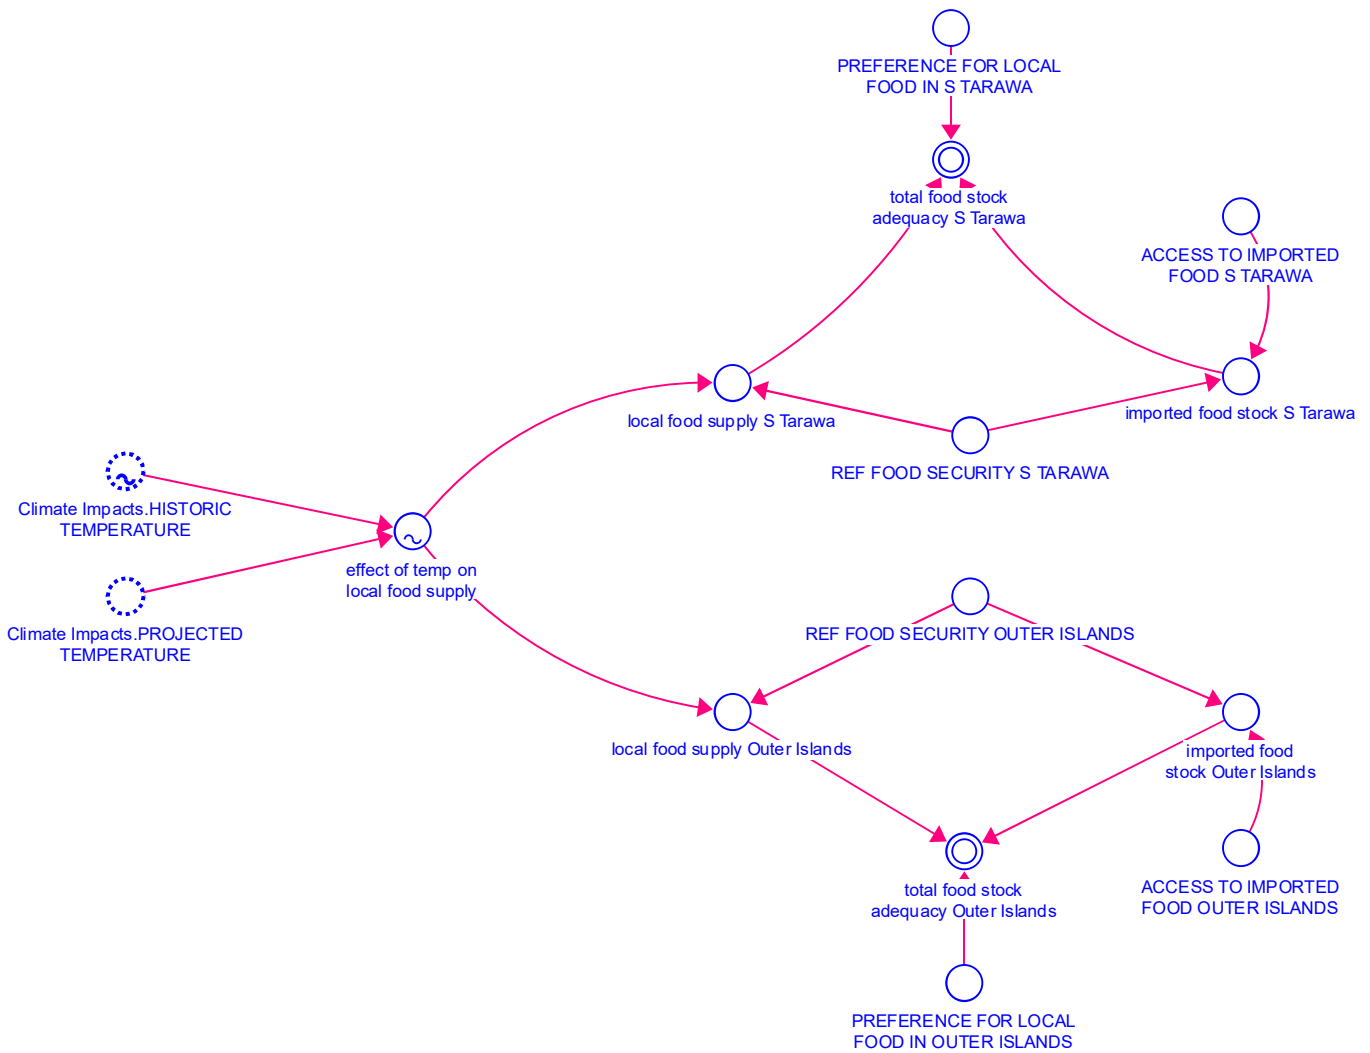 PREFERENCE FOR LOCAL
FOOD IN S TARAWA
total food stock
adequacy S Tarawa
ACCESS TO IMPORTED
FOOD S TARAWA
local food supply S Tarawa
imported food stock S Tarawa
REF FOOD SECURITY S TARAWA
Climate Impacts.HISTORIC
TEMPERATURE
effect of temp on
local food supply
Climate Impacts.PROJECTED
TEMPERATURE
REF FOOD SECURITY OUTER ISLANDS
local food supply Outer Islands
imported food
stock Outer Islands
total food stock
adequacy Outer Islands
ACCESS TO IMPORTED
FOOD OUTER ISLANDS
PREFERENCE FOR LOCAL
FOOD IN OUTER ISLANDS